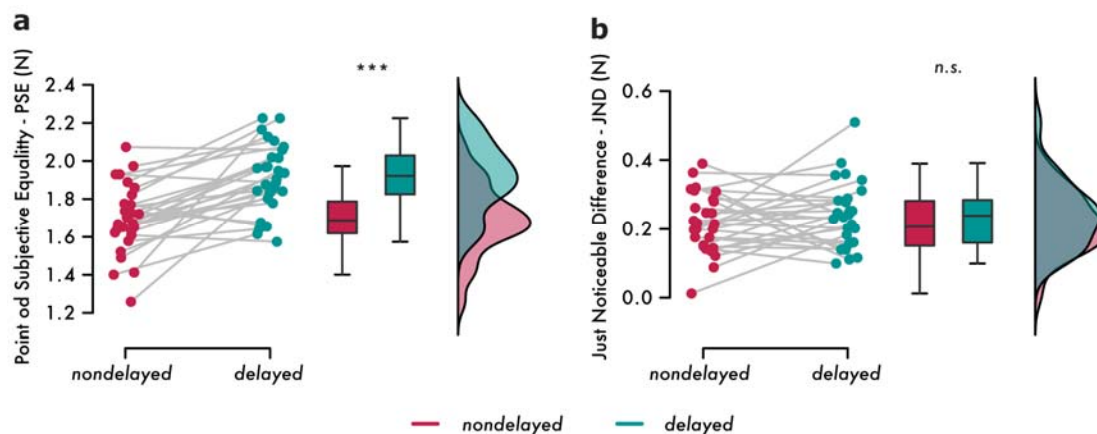 a
Point od Subjective Equality - PSE (N)
2.4
2.2
2.0
1.8
1.6
1.4
1.2
***
nondelayed
delayed
b
Just Noticeable Difference - JND (N)
0.6
0.4
0.2
0.0
n.s.
nondelayed
delayed
nondelayed
delayed